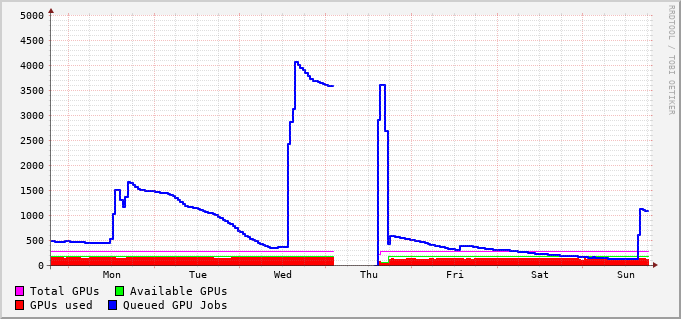 5000
4500
4000
3500
3000
2500
2000
1500
1000
500
0
Mon Tue Wed Thu Fri Sat Sun
Total GPUs Available GPUs
GPUs used Queued GPU Jobs
RRDTOOL / TOBI OETIKER